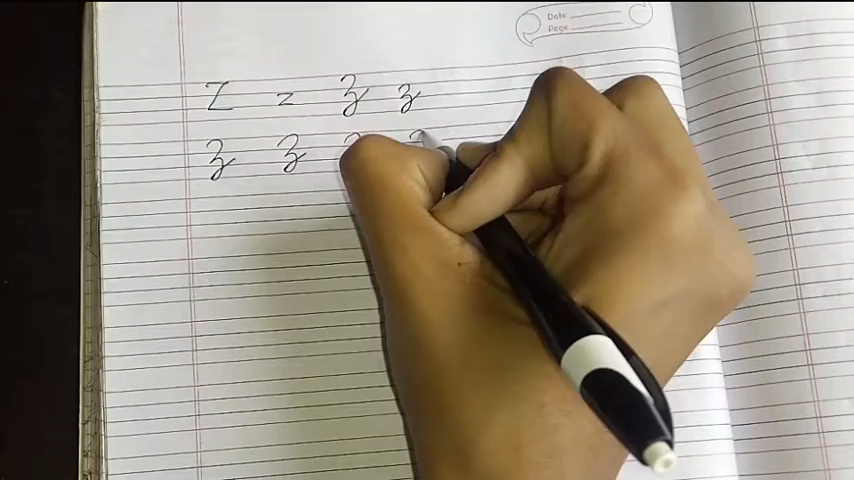 Date
Page
Z z Z z
Z Z Z